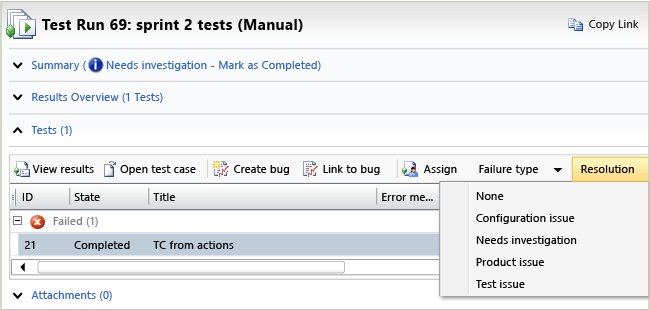 Test Run 69: sprint 2 tests (Manual)
Copy Link
Summary ( Needs investigation - Mark as Completed)
Results Overview (1 Tests)
Tests (1)
View results Open test case Create bug Link to bug Assign Failure type Resolution
ID State Title Error me...
None
Configuration issue
Needs investigation
Product issue
Test issue
Failed (1)
21 Completed TC from actions
Attachments (0)